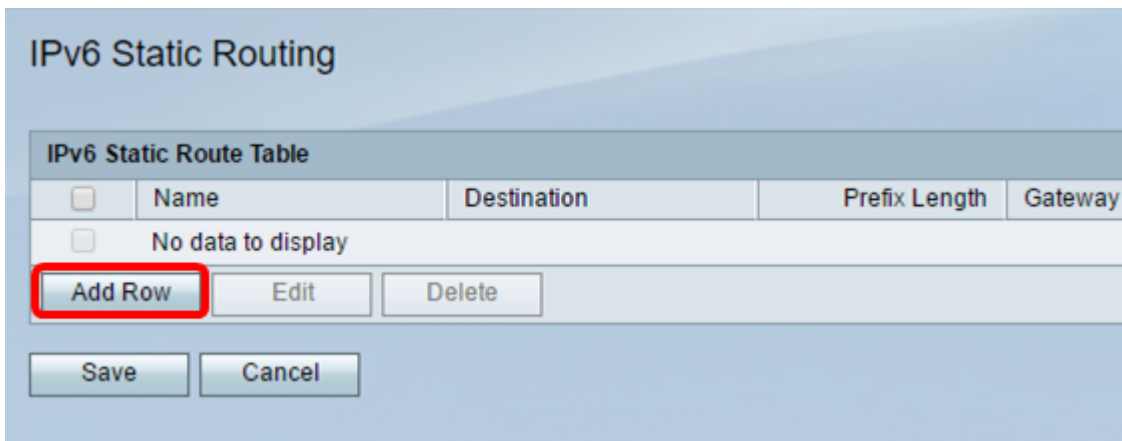 IPv6 Static Routing
IPv6 Static Route Table
Name Destination Prefix Length Gateway
No data to display
Add Row Edit Delete
Save Cancel